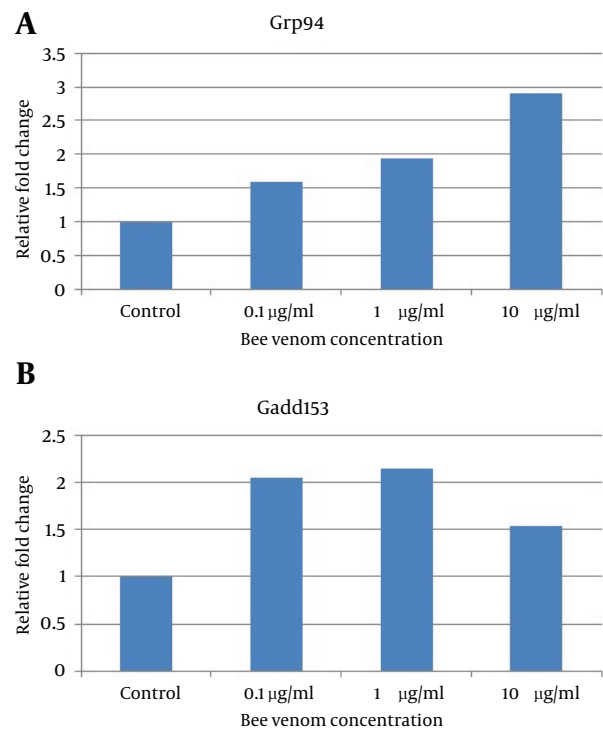 A
Grp94
3.5
3
2.5
2
1.5
1
0.5
0
Relative fold change
Control 0.1 µg/ml 1 µg/ml 10 µg/ml
Bee venom concentration
B
Gadd153
2.5
2
1.5
1
0.5
0
Relative fold change
Control 0.1 µg/ml 1 µg/ml 10 µg/ml
Bee venom concentration